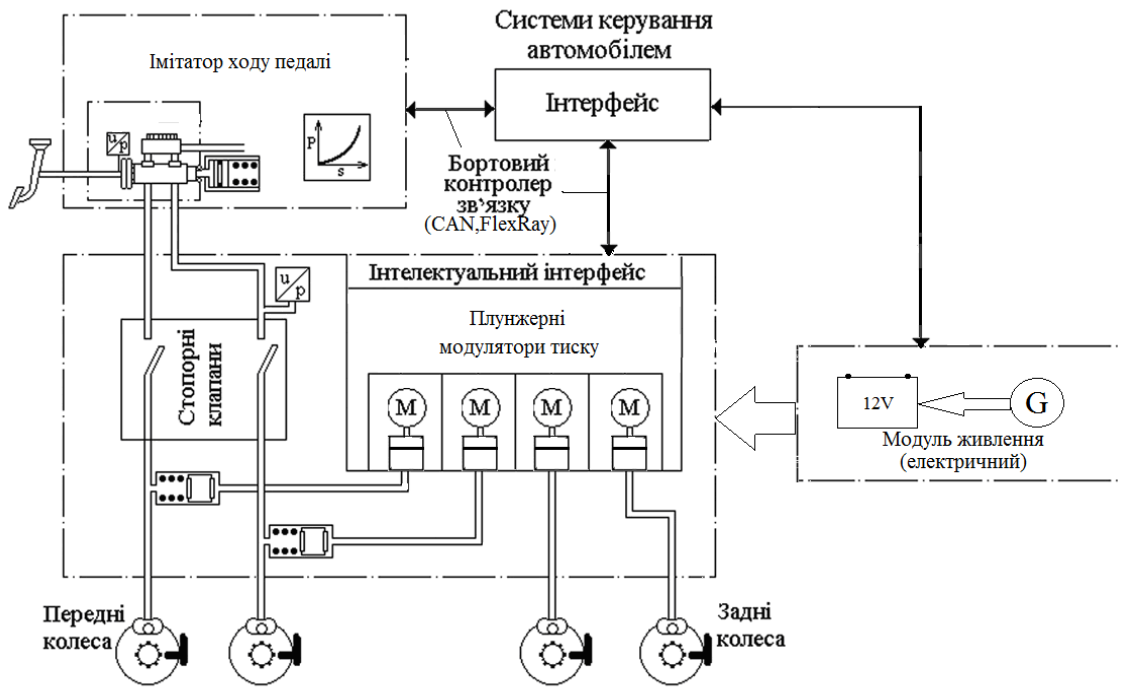 Системи керування
автомобілем
Імітатор ходу педалі
Інтерфейс
u/p
P
s
Бортовий
контролер
зв'язку
(CAN,FlexRay)
Інтелектуальний інтерфейс
u/p
Плунжерні
модулятори тиску
Стопорні
клапани
M
M
M
M
12V
G
Модуль живлення
(електричний)
Передні
колеса
Задні
колеса